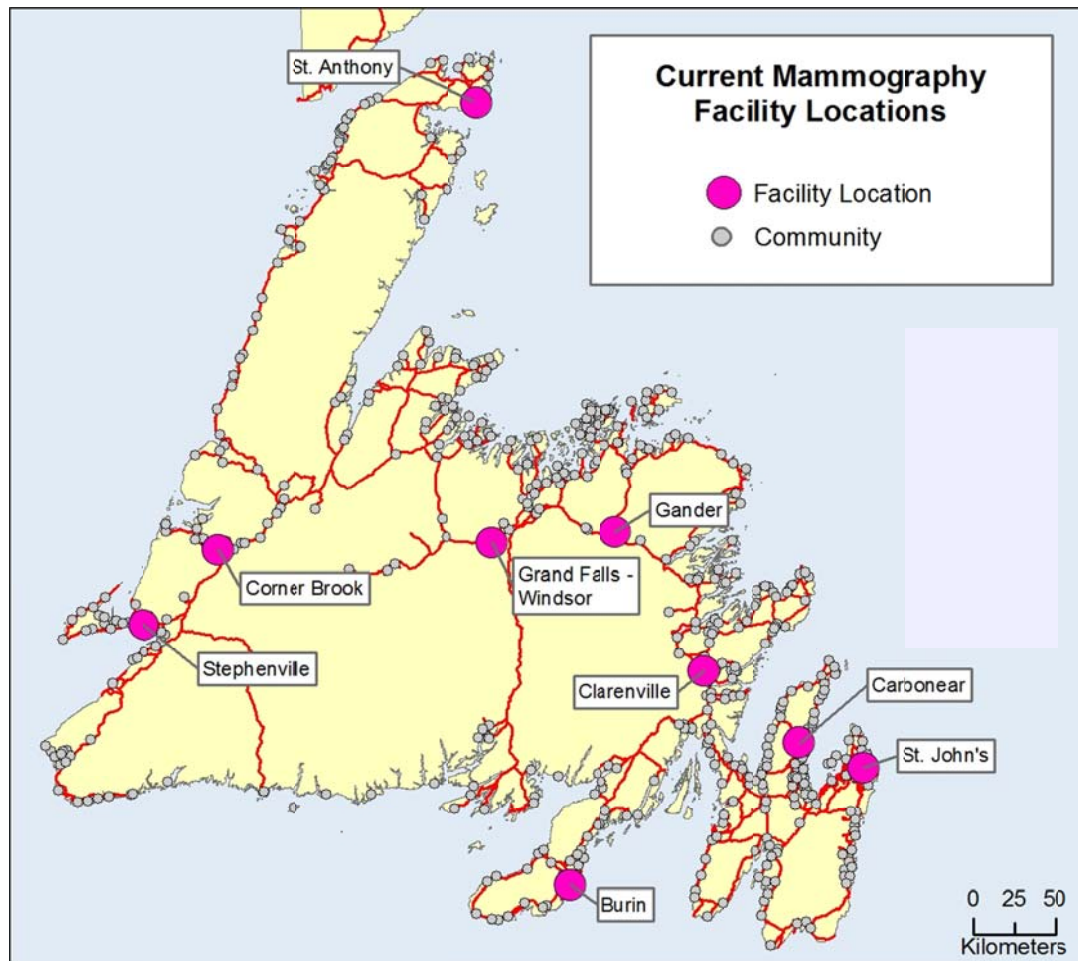 St. Anthony
Current Mammography
Facility Locations
Facility Location
Community
Gander
Corner Brook
Grand Falls -
Windsor
Stephenville
Clarenville
Carbonear
St. John's
Burin
0 25 50
Kilometers